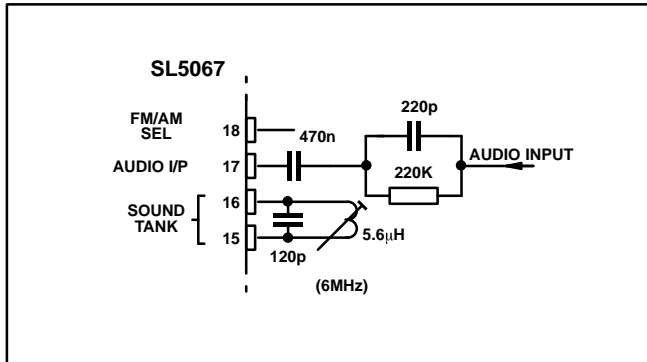 SL5067
FM/AM
SEL
18
470n
220p
AUDIO I/P
17
220K
AUDIO INPUT
SOUND
TANK
16
15
120p
5.6µH
(6MHz)